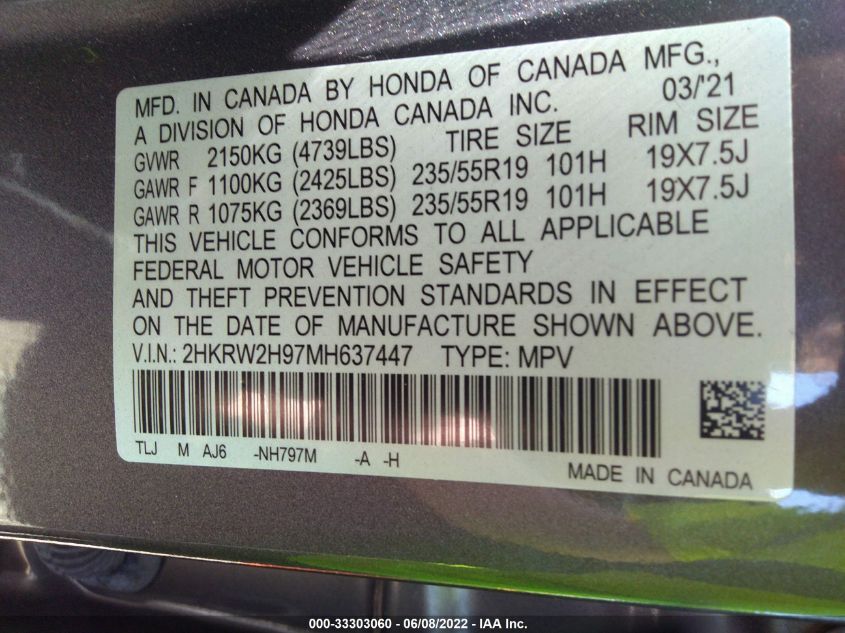 MFD. IN CANADA BY HONDA OF CANADA MFG.,
A DIVISION OF HONDA CANADA INC. 03/'21
GVWR 2150KG (4739LBS) TIRE SIZE RIM SIZE
GAWR F 1100KG (2425LBS) 235/55R19 101H 19X7.5J
GAWR R 1075KG (2369LBS) 235/55R19 101H 19X7.5J
THIS VEHICLE CONFORMS TO ALL APPLICABLE
FEDERAL MOTOR VEHICLE SAFETY
AND THEFT PREVENTION STANDARDS IN EFFECT
ON THE DATE OF MANUFACTURE SHOWN ABOVE.
V.I.N.: 2HKRW2H97MH637447 TYPE: MPV
TLJ M AJ6 -NH797M -A -H
MADE IN CANADA
000-33303060 - 06/08/2022 - IAA Inc.